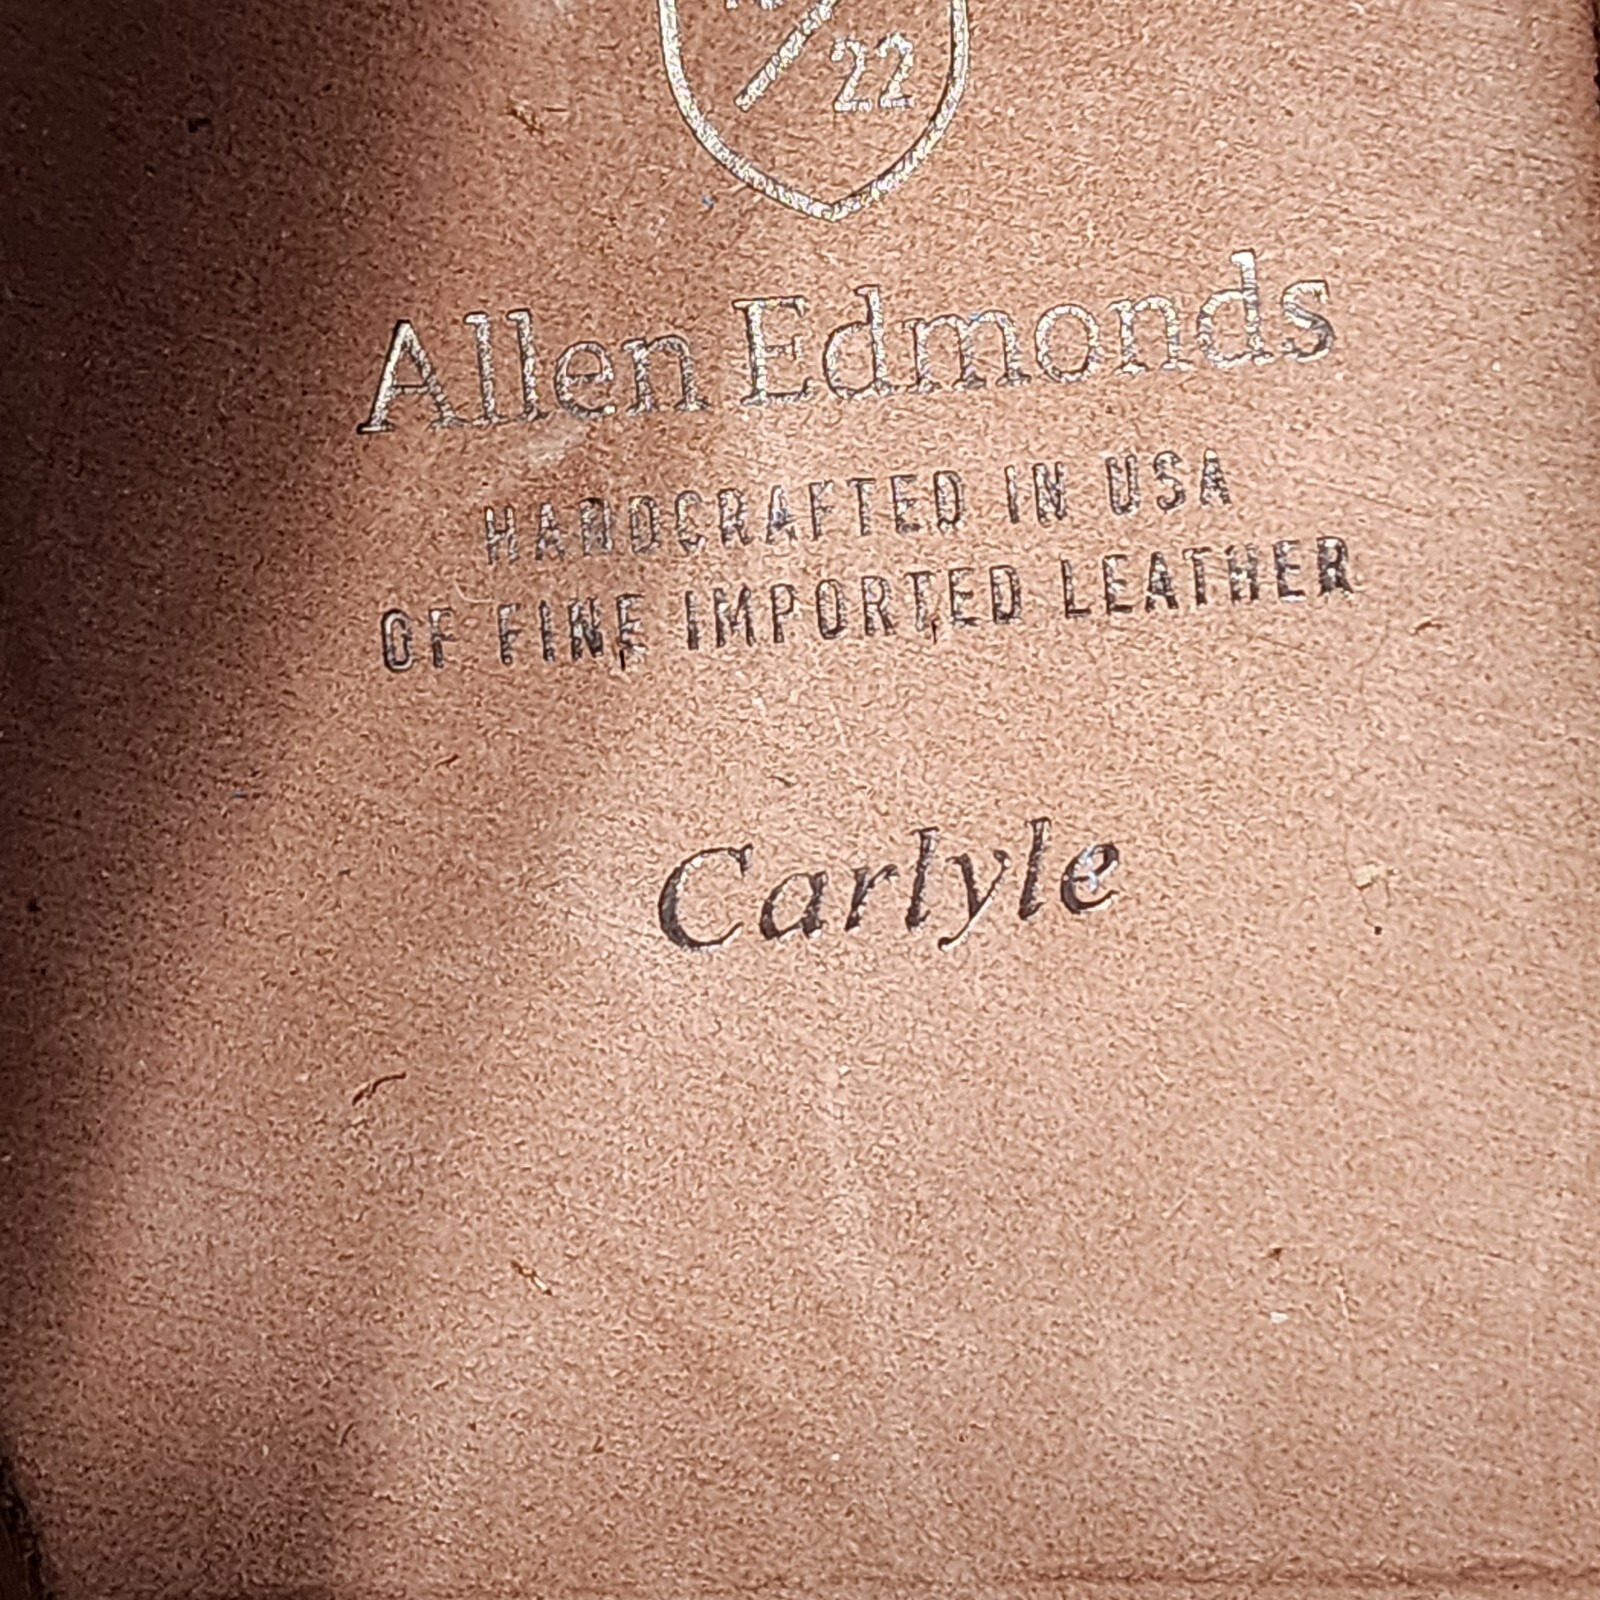 22
Allen Edmonds
HANDCRAFTED IN USA
OF FINE IMPORTED LEATHER
Carlyle